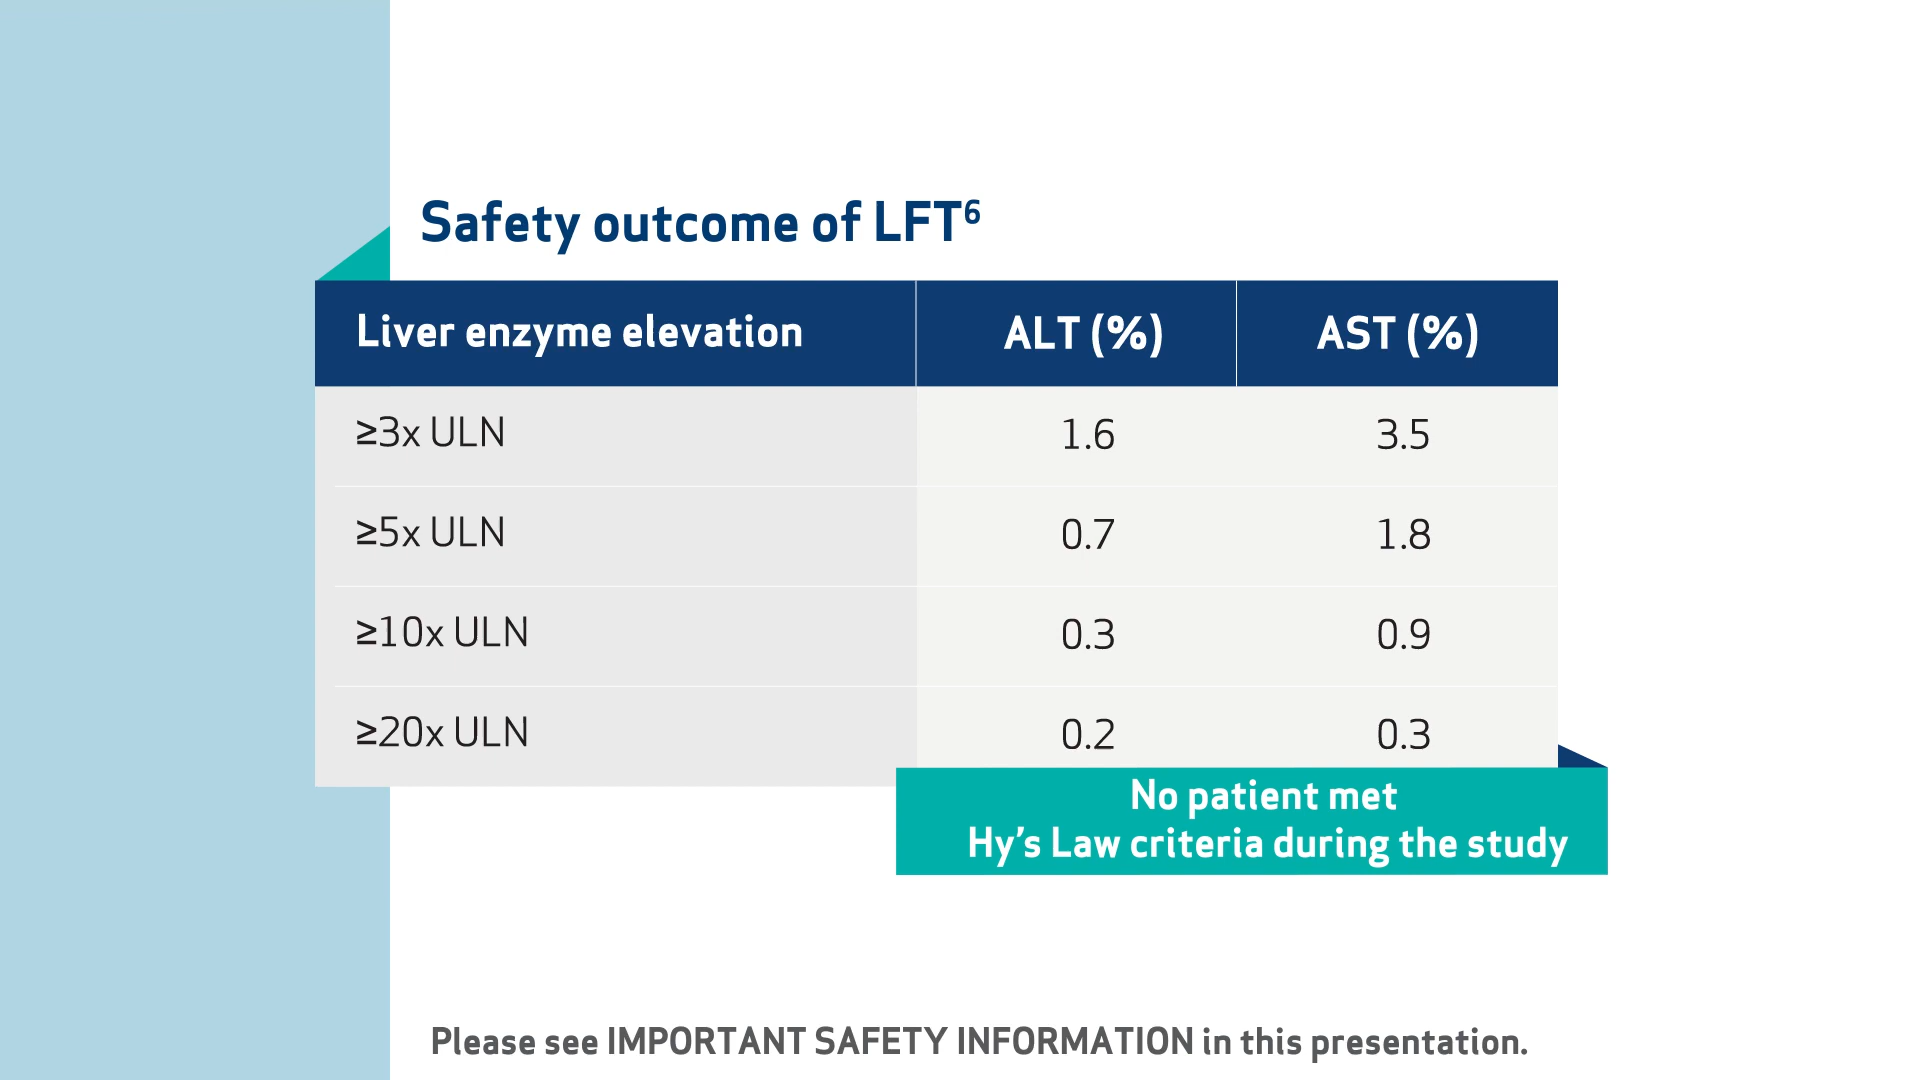 Safety outcome of LFT⁶
Liver enzyme elevation ALT (%) AST (%)
≥3x ULN 1.6 3.5
≥5x ULN 0.7 1.8
≥10x ULN 0.3 0.9
≥20x ULN 0.2 0.3
No patient met
Hy’s Law criteria during the study
Please see IMPORTANT SAFETY INFORMATION in this presentation.